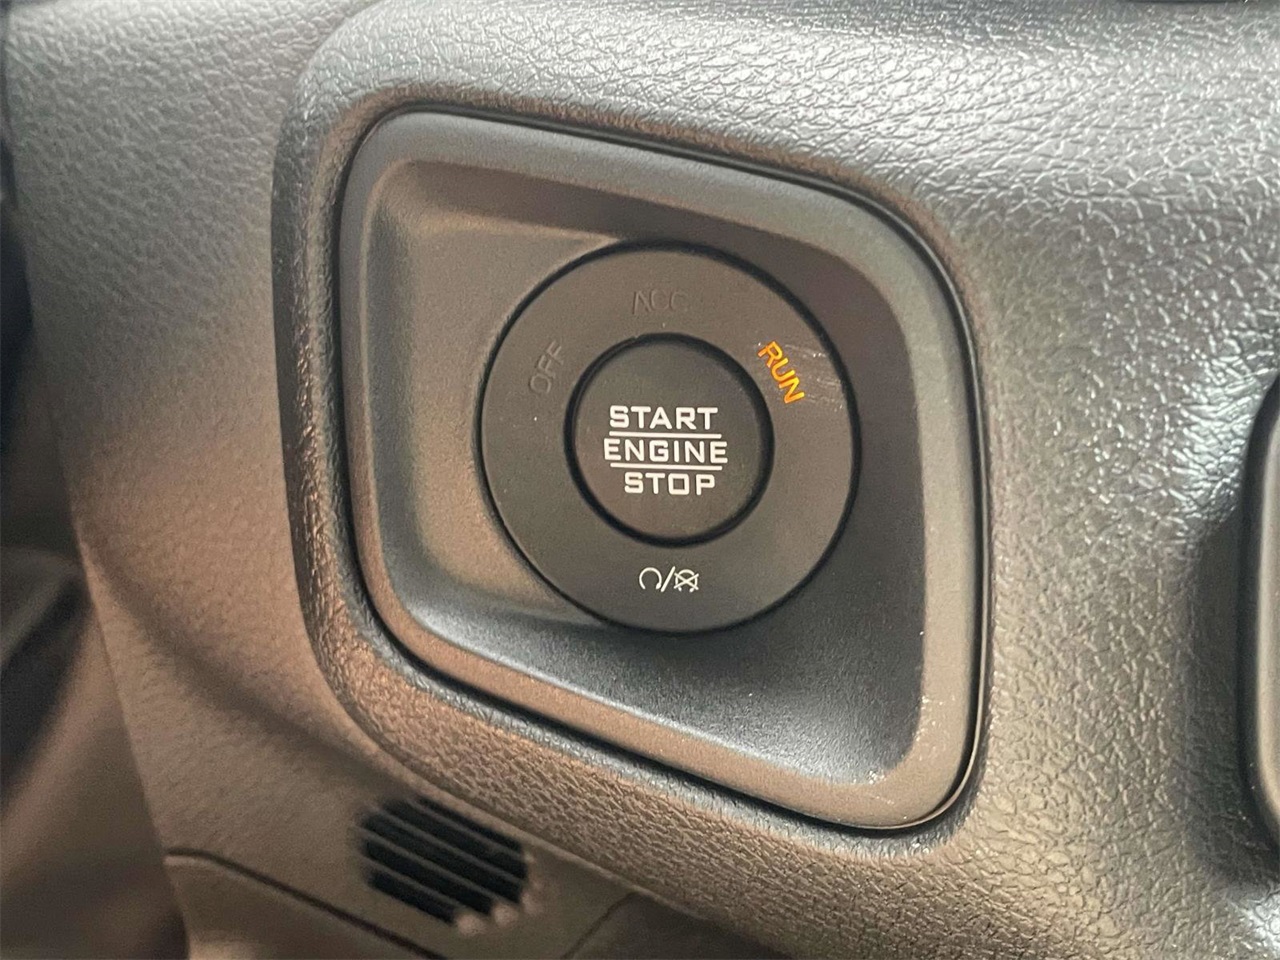 ACC
OFF
RUN
START
ENGINE
STOP